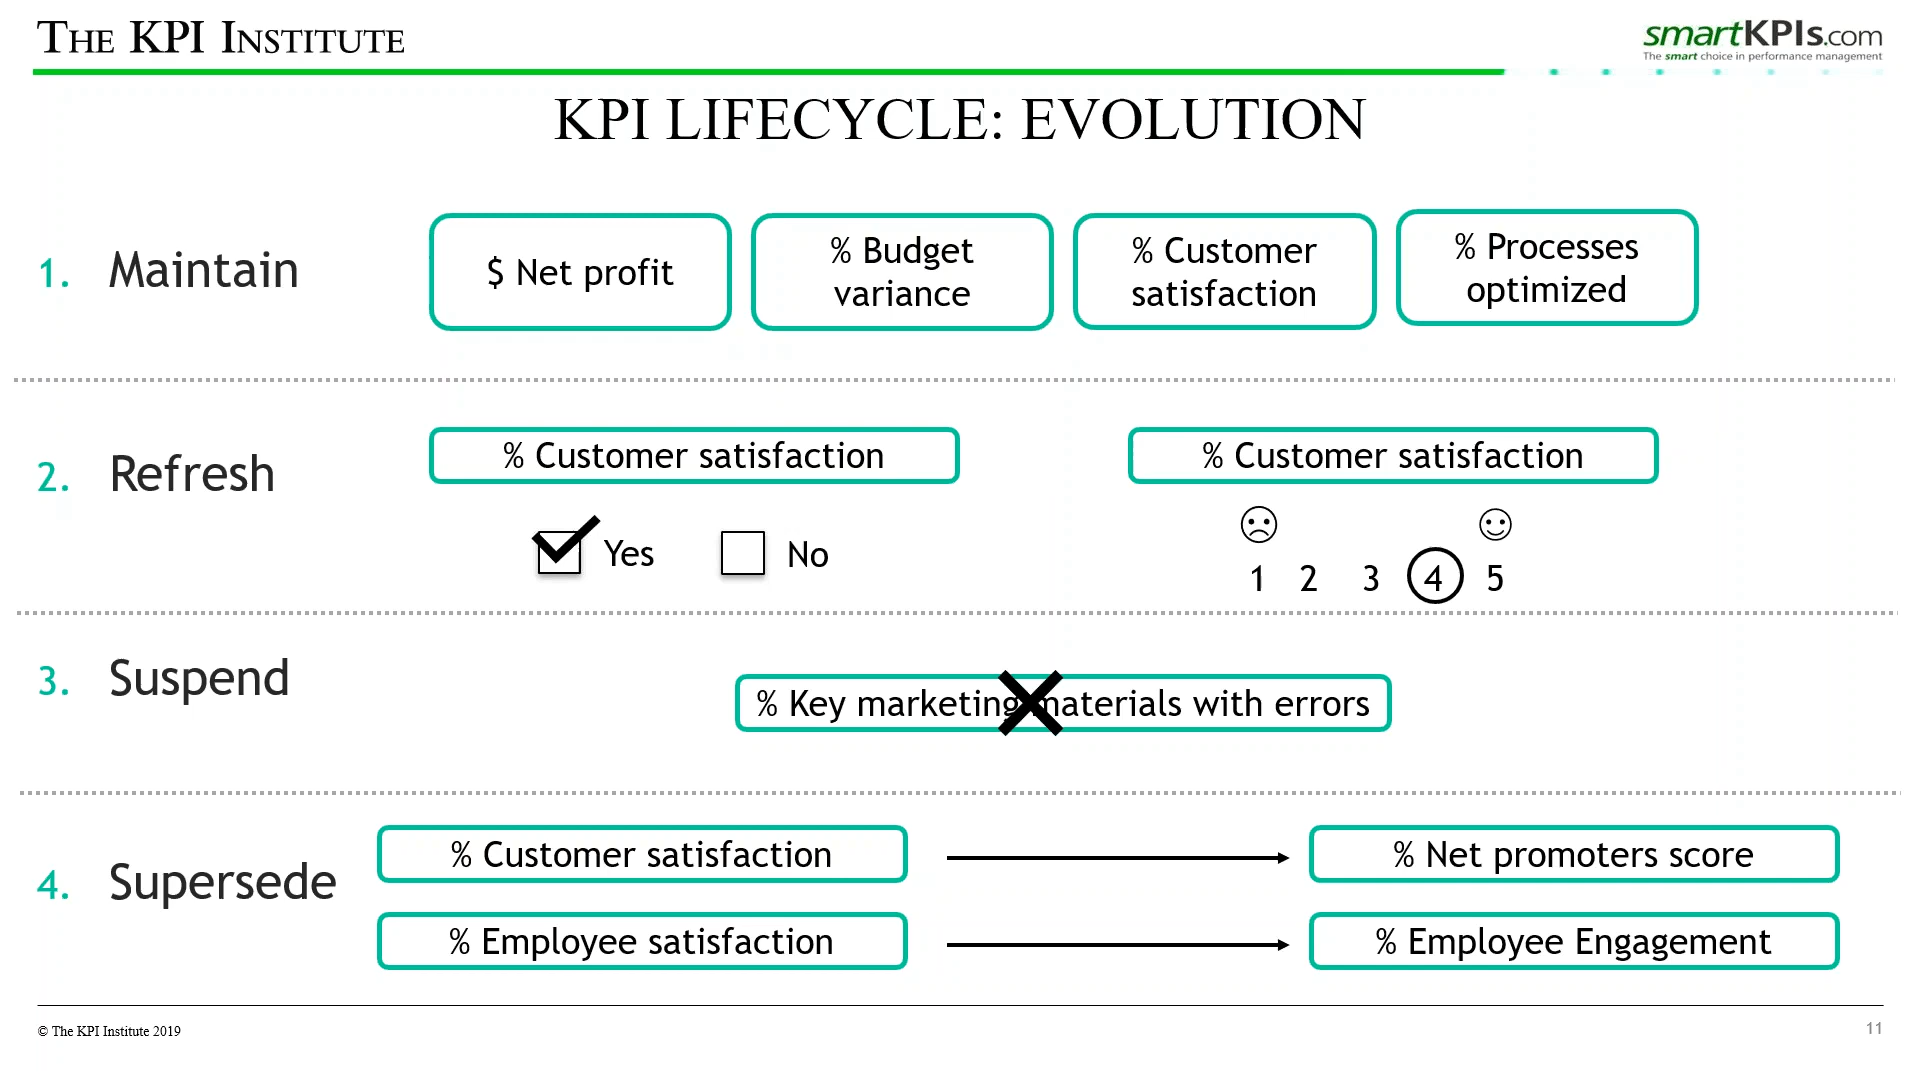 THE KPI INSTITUTE
smartKPIs.com
The smart choice in performance management
KPI LIFECYCLE: EVOLUTION
1. Maintain
$ Net profit
% Budget
variance
% Customer
satisfaction
% Processes
optimized
2. Refresh
% Customer satisfaction
% Customer satisfaction
Yes
No
1 2 3 4 5
3. Suspend
% Key marketing materials with errors
4. Supersede
% Customer satisfaction
% Net promoters score
% Employee satisfaction
% Employee Engagement
© The KPI Institute 2019
11